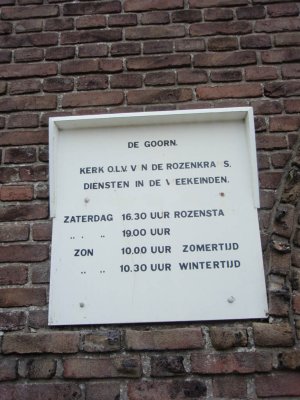 DE GOORN.
KERK O.L.V. V N DE ROZENKRA S.
DIENSTEN IN DE EEKEINDEN.
ZATERDAG 16.30 UUR ROZENSTA
,, . ,, 19.00 UUR
ZON 10.00 UUR ZOMERTIJD
,, ,, 10.30 UUR WINTERTIJD